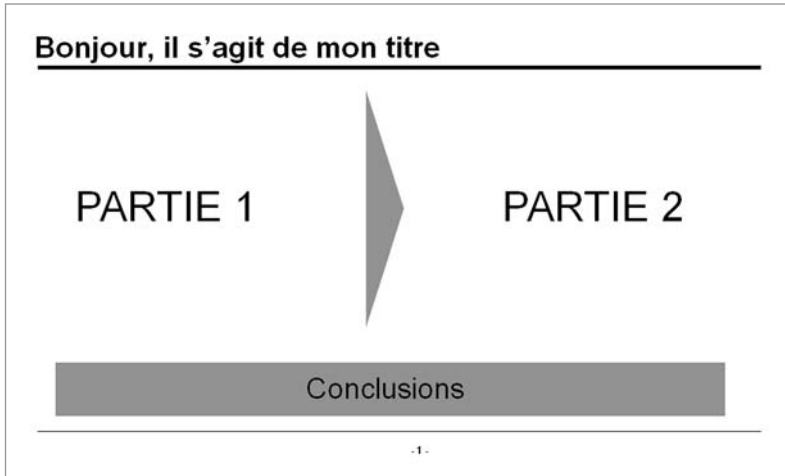 Bonjour, il s’agit de mon titre
PARTIE 1
PARTIE 2
Conclusions
- 1 -